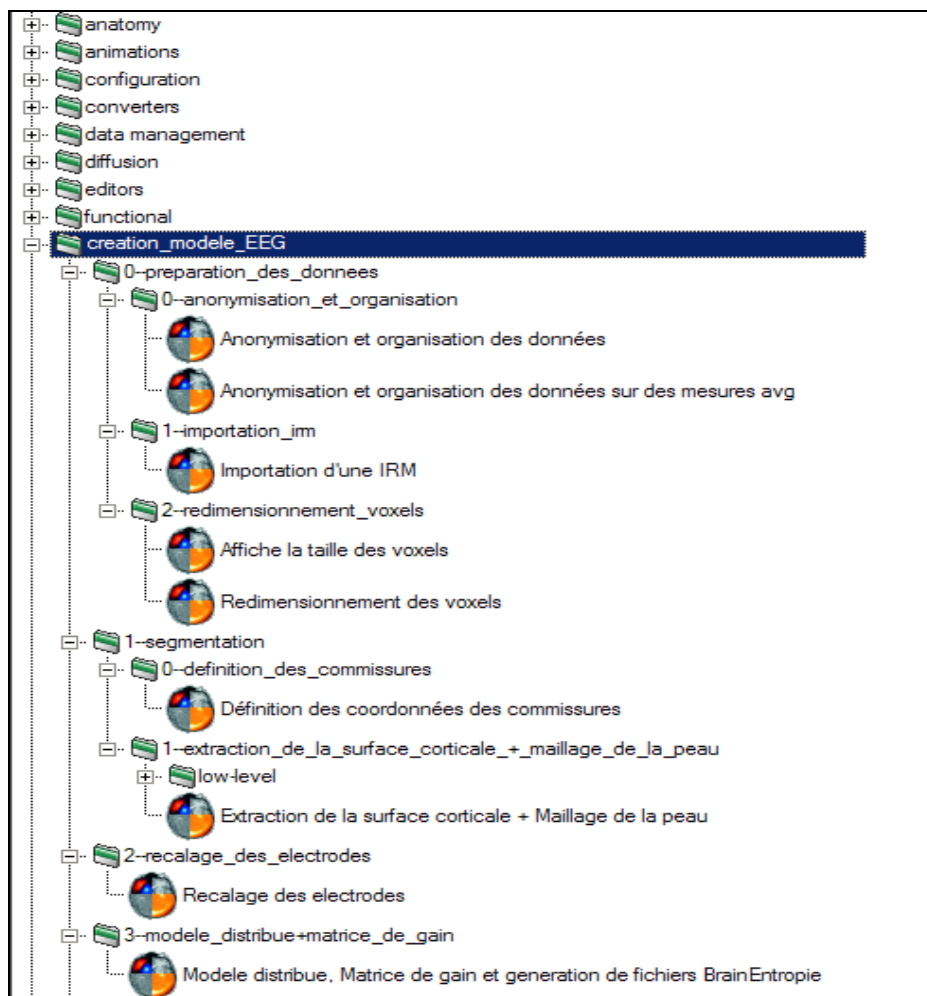 anatomy
animations
configuration
converters
data management
diffusion
editors
functional
creation_modele_EEG
0--preparation_des_donnees
0--anonymisation_et_organisation
Anonymisation et organisation des données
Anonymisation et organisation des données sur des mesures avg
1--importation_irm
Importation d'une IRM
2--redimensionnement_voxels
Affiche la taille des voxels
Redimensionnement des voxels
1--segmentation
0--definition_des_commissures
Définition des coordonnées des commissures
1--extraction_de_la_surface_corticale_+_maillage_de_la_peau
low-level
Extraction de la surface corticale + Maillage de la peau
2--recalage_des_electrodes
Recalage des electrodes
3--modele_distribue+matrice_de_gain
Modele distribue, Matrice de gain et generation de fichiers BrainEntropie